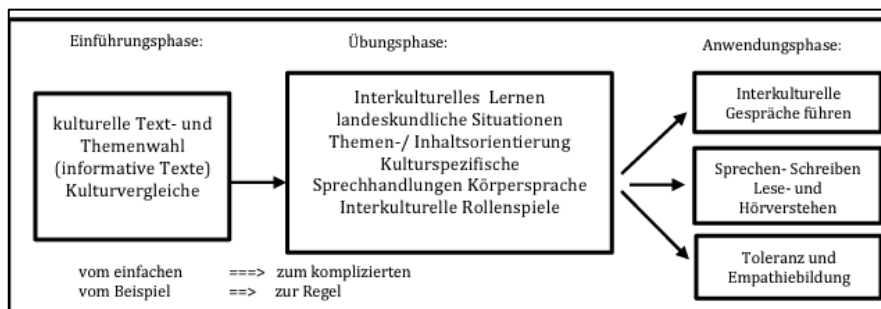 Einführungsphase:
Übungsphase:
Anwendungsphase:
kulturelle Text- und
Themenwahl
(informative Texte)
Kulturvergleiche
Interkulturelles Lernen
landeskundliche Situationen
Themen-/ Inhaltsorientierung
Kulturspezifische
Sprechhandlungen Körpersprache
Interkulturelle Rollenspiele
Interkulturelle
Gespräche führen
Sprechen- Schreiben
Lese- und
Hörverstehen
Toleranz und
Empathiebildung
vom einfachen ===> zum komplizierten
vom Beispiel ==> zur Regel